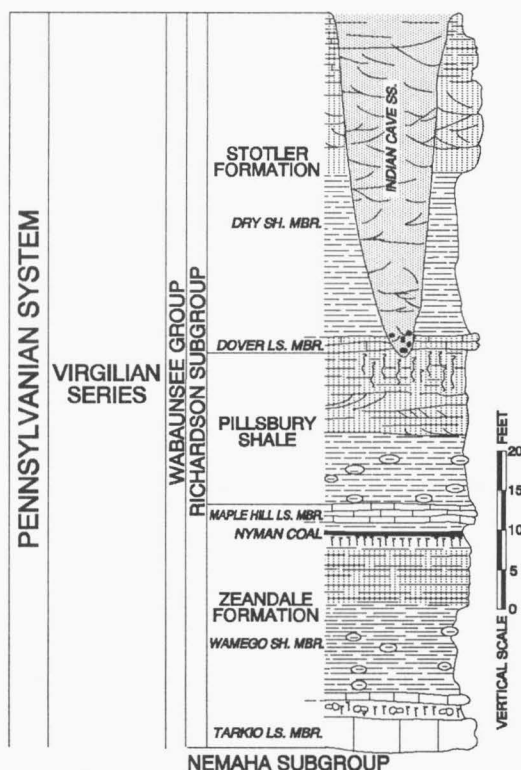 PENNSYLVANIAN SYSTEM
VIRGILIAN
SERIES
WABAUNSEE GROUP
RICHARDSON SUBGROUP
INDIAN CAVE SS.
STOTLER
FORMATION
DRY SH. MBR.
DOVER LS. MBR.
PILLSBURY
SHALE
MAPLE HILL LS. MBR.
NYMAN COAL
ZEANDALE
FORMATION
WAMEGO SH. MBR.
TARKIO LS. MBR.
NEMAHA SUBGROUP
VERTICAL SCALE
FEET
20
15
10
5
0